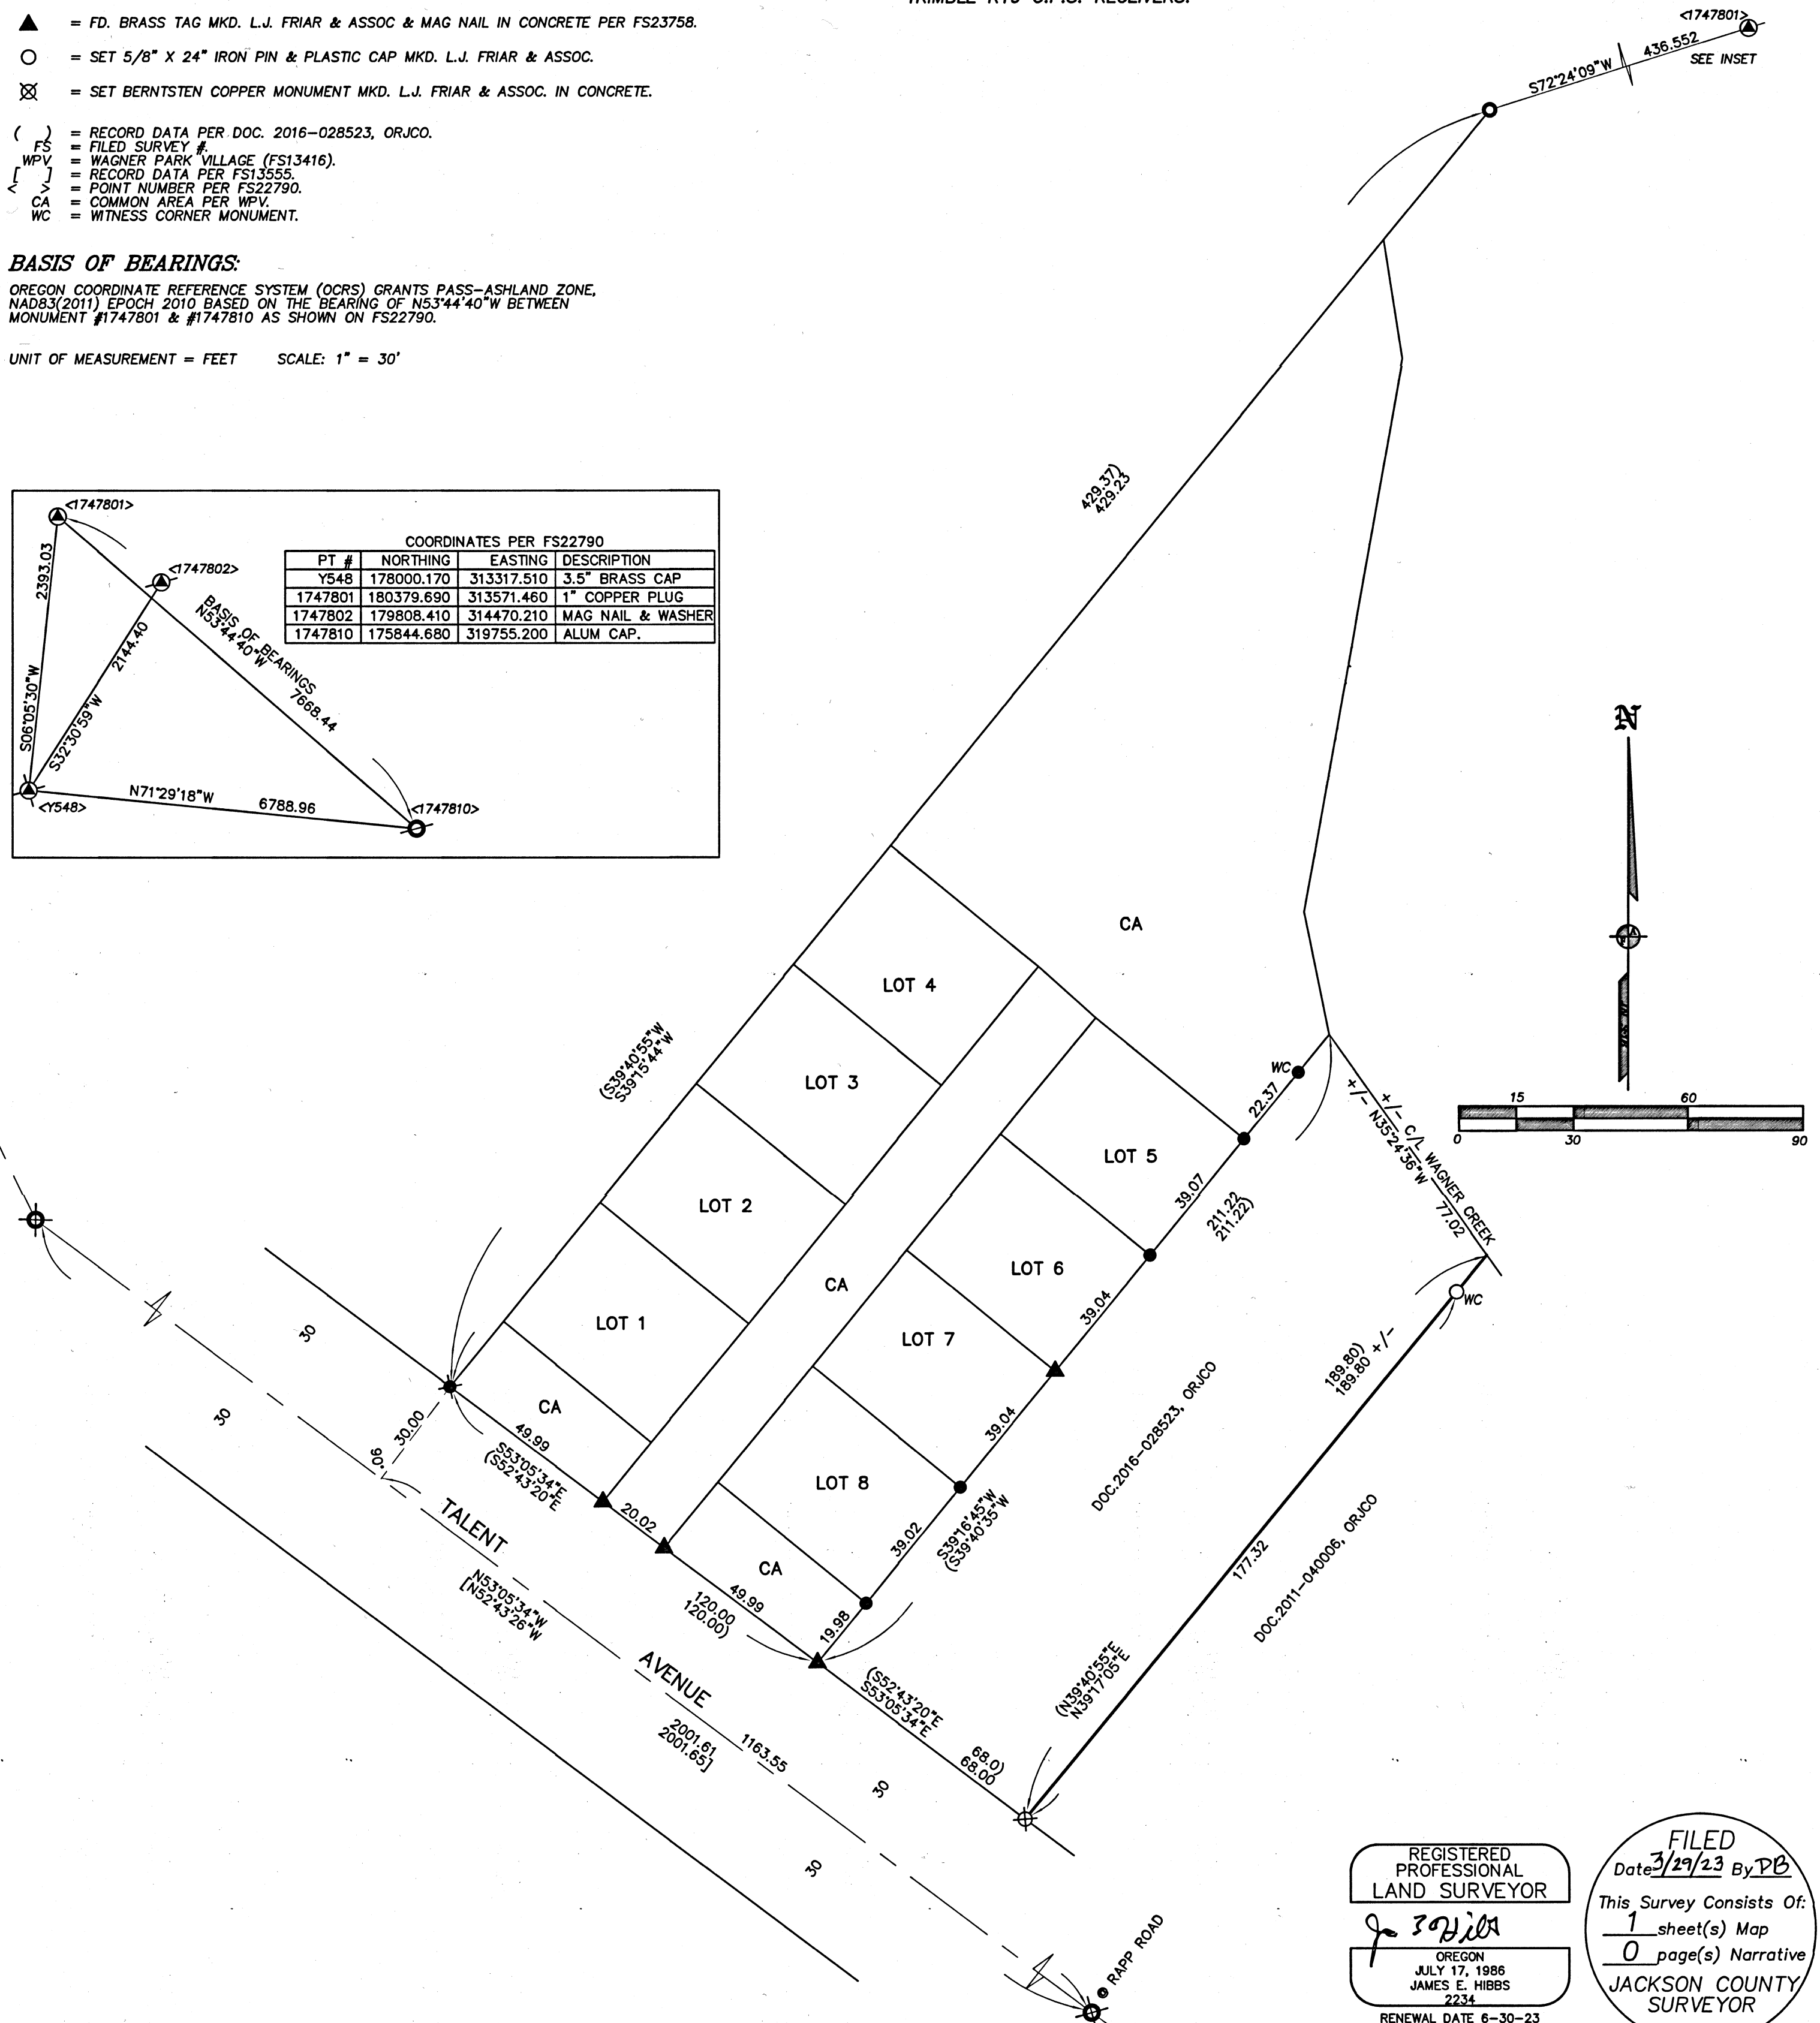 ▲ = FD. BRASS TAG MKD. L.J. FRIAR & ASSOC & MAG NAIL IN CONCRETE PER FS23758.
○ = SET 5/8" X 24" IRON PIN & PLASTIC CAP MKD. L.J. FRIAR & ASSOC.
= SET BERNTSTEN COPPER MONUMENT MKD. L.J. FRIAR & ASSOC. IN CONCRETE.
( ) = RECORD DATA PER DOC. 2016-028523, ORJCO.
FS = FILED SURVEY #.
WPV = WAGNER PARK VILLAGE (FS13416).
[ ] = RECORD DATA PER FS13555.
< > = POINT NUMBER PER FS22790.
CA = COMMON AREA PER WPV.
WC = WITNESS CORNER MONUMENT.
BASIS OF BEARINGS:
OREGON COORDINATE REFERENCE SYSTEM (OCRS) GRANTS PASS-ASHLAND ZONE,
NAD83(2011) EPOCH 2010 BASED ON THE BEARING OF N53°44'40"W BETWEEN
MONUMENT #1747801 & #1747810 AS SHOWN ON FS22790.
UNIT OF MEASUREMENT = FEET SCALE: 1" = 30'
<1747801>
436.552
S72°24'09"W
SEE INSET
<1747801>
2393.03
<1747802>
2144.40
BASIS OF BEARINGS
N53°44'40"W
7668.44
S06°05'30"W
S32°30'59"W
<Y548>
N71°29'18"W
6788.96
<1747810>
COORDINATES PER FS22790
PT # NORTHING EASTING DESCRIPTION
Y548 178000.170 313317.510 3.5" BRASS CAP
1747801 180379.690 313571.460 1" COPPER PLUG
1747802 179808.410 314470.210 MAG NAIL & WASHER
1747810 175844.680 319755.200 ALUM CAP.
429.37)
429.23
N
15 60
0 30 90
CA
LOT 4
LOT 3
LOT 2
LOT 1
(S39°40'55"W
S39°15'44"W
LOT 5
LOT 6
LOT 7
LOT 8
CA
CA
CA
WC
22.37
39.07
211.22
211.22)
39.04
39.04
39.02
19.98
S39°16'45"W
(S39°40'35"W
+/- C/L WAGNER CREEK
+/- N35°24'36"W 77.02
WC
189.80)
189.80 +/-
177.32
DOC.2016-028523, ORJCO
DOC.2011-040006, ORJCO
(N39°40'55"E
N39°17'05"E
30
30
30.00
90°
49.99
S53°05'34"E
(S52°43'20"E
20.02
49.99
120.00
120.00)
(S52°43'20"E
S53°05'34"E
68.0)
68.00
TALENT
N53°05'34"W
[N52°43'26"W
AVENUE
2001.61
2001.65]
1163.55
30
30
RAPP ROAD
REGISTERED
PROFESSIONAL
LAND SURVEYOR
OREGON
JULY 17, 1986
JAMES E. HIBBS
2234
RENEWAL DATE 6-30-23
FILED
Date 3/29/23 By DB
This Survey Consists Of:
1 sheet(s) Map
0 page(s) Narrative
JACKSON COUNTY
SURVEYOR